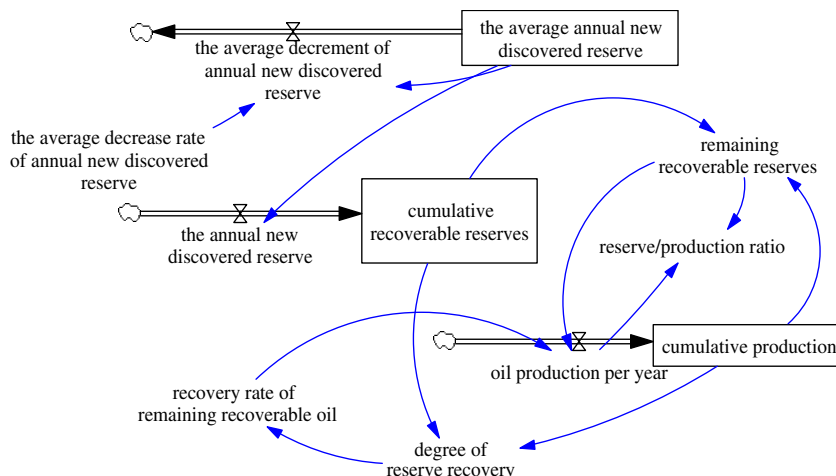 the average annual new
discovered reserve
the average decrement of
annual new discovered
reserve
the average decrease rate
of annual new discovered
reserve
remaining
recoverable reserves
cumulative
recoverable reserves
the annual new
discovered reserve
reserve/production ratio
cumulative production
oil production per year
recovery rate of
remaining recoverable oil
degree of
reserve recovery